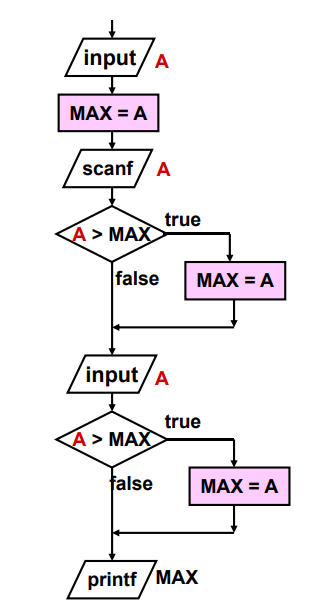 input A
MAX = A
scanf A
true
A > MAX
false
MAX = A
input A
true
A > MAX
false
MAX = A
printf MAX